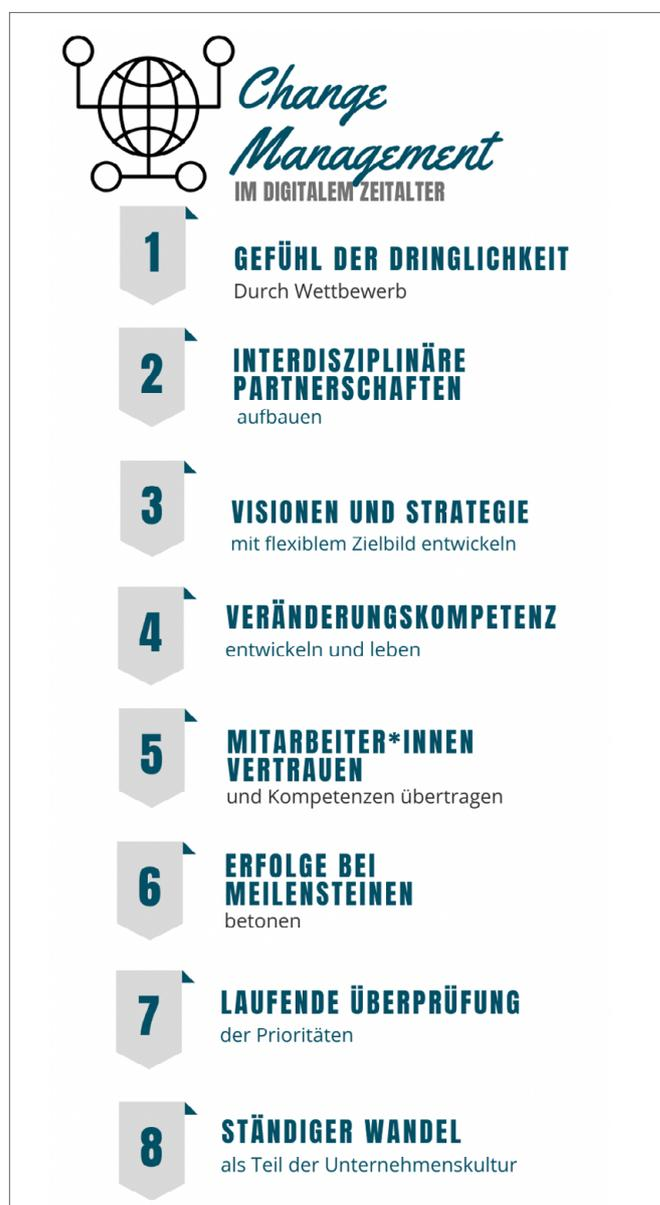 Change
Management
IM DIGITALEM ZEITALTER
1
GEFÜHL DER DRINGLICHKEIT
Durch Wettbewerb
2
INTERDISZIPLINÄRE
PARTNERSCHAFTEN
aufbauen
3
VISIONEN UND STRATEGIE
mit flexiblem Zielbild entwickeln
4
VERÄNDERUNGSKOMPETENZ
entwickeln und leben
5
MITARBEITER*INNEN
VERTRAUEN
und Kompetenzen übertragen
6
ERFOLGE BEI
MEILENSTEINEN
betonen
7
LAUFENDE ÜBERPRÜFUNG
der Prioritäten
8
STÄNDIGER WANDEL
als Teil der Unternehmenskultur